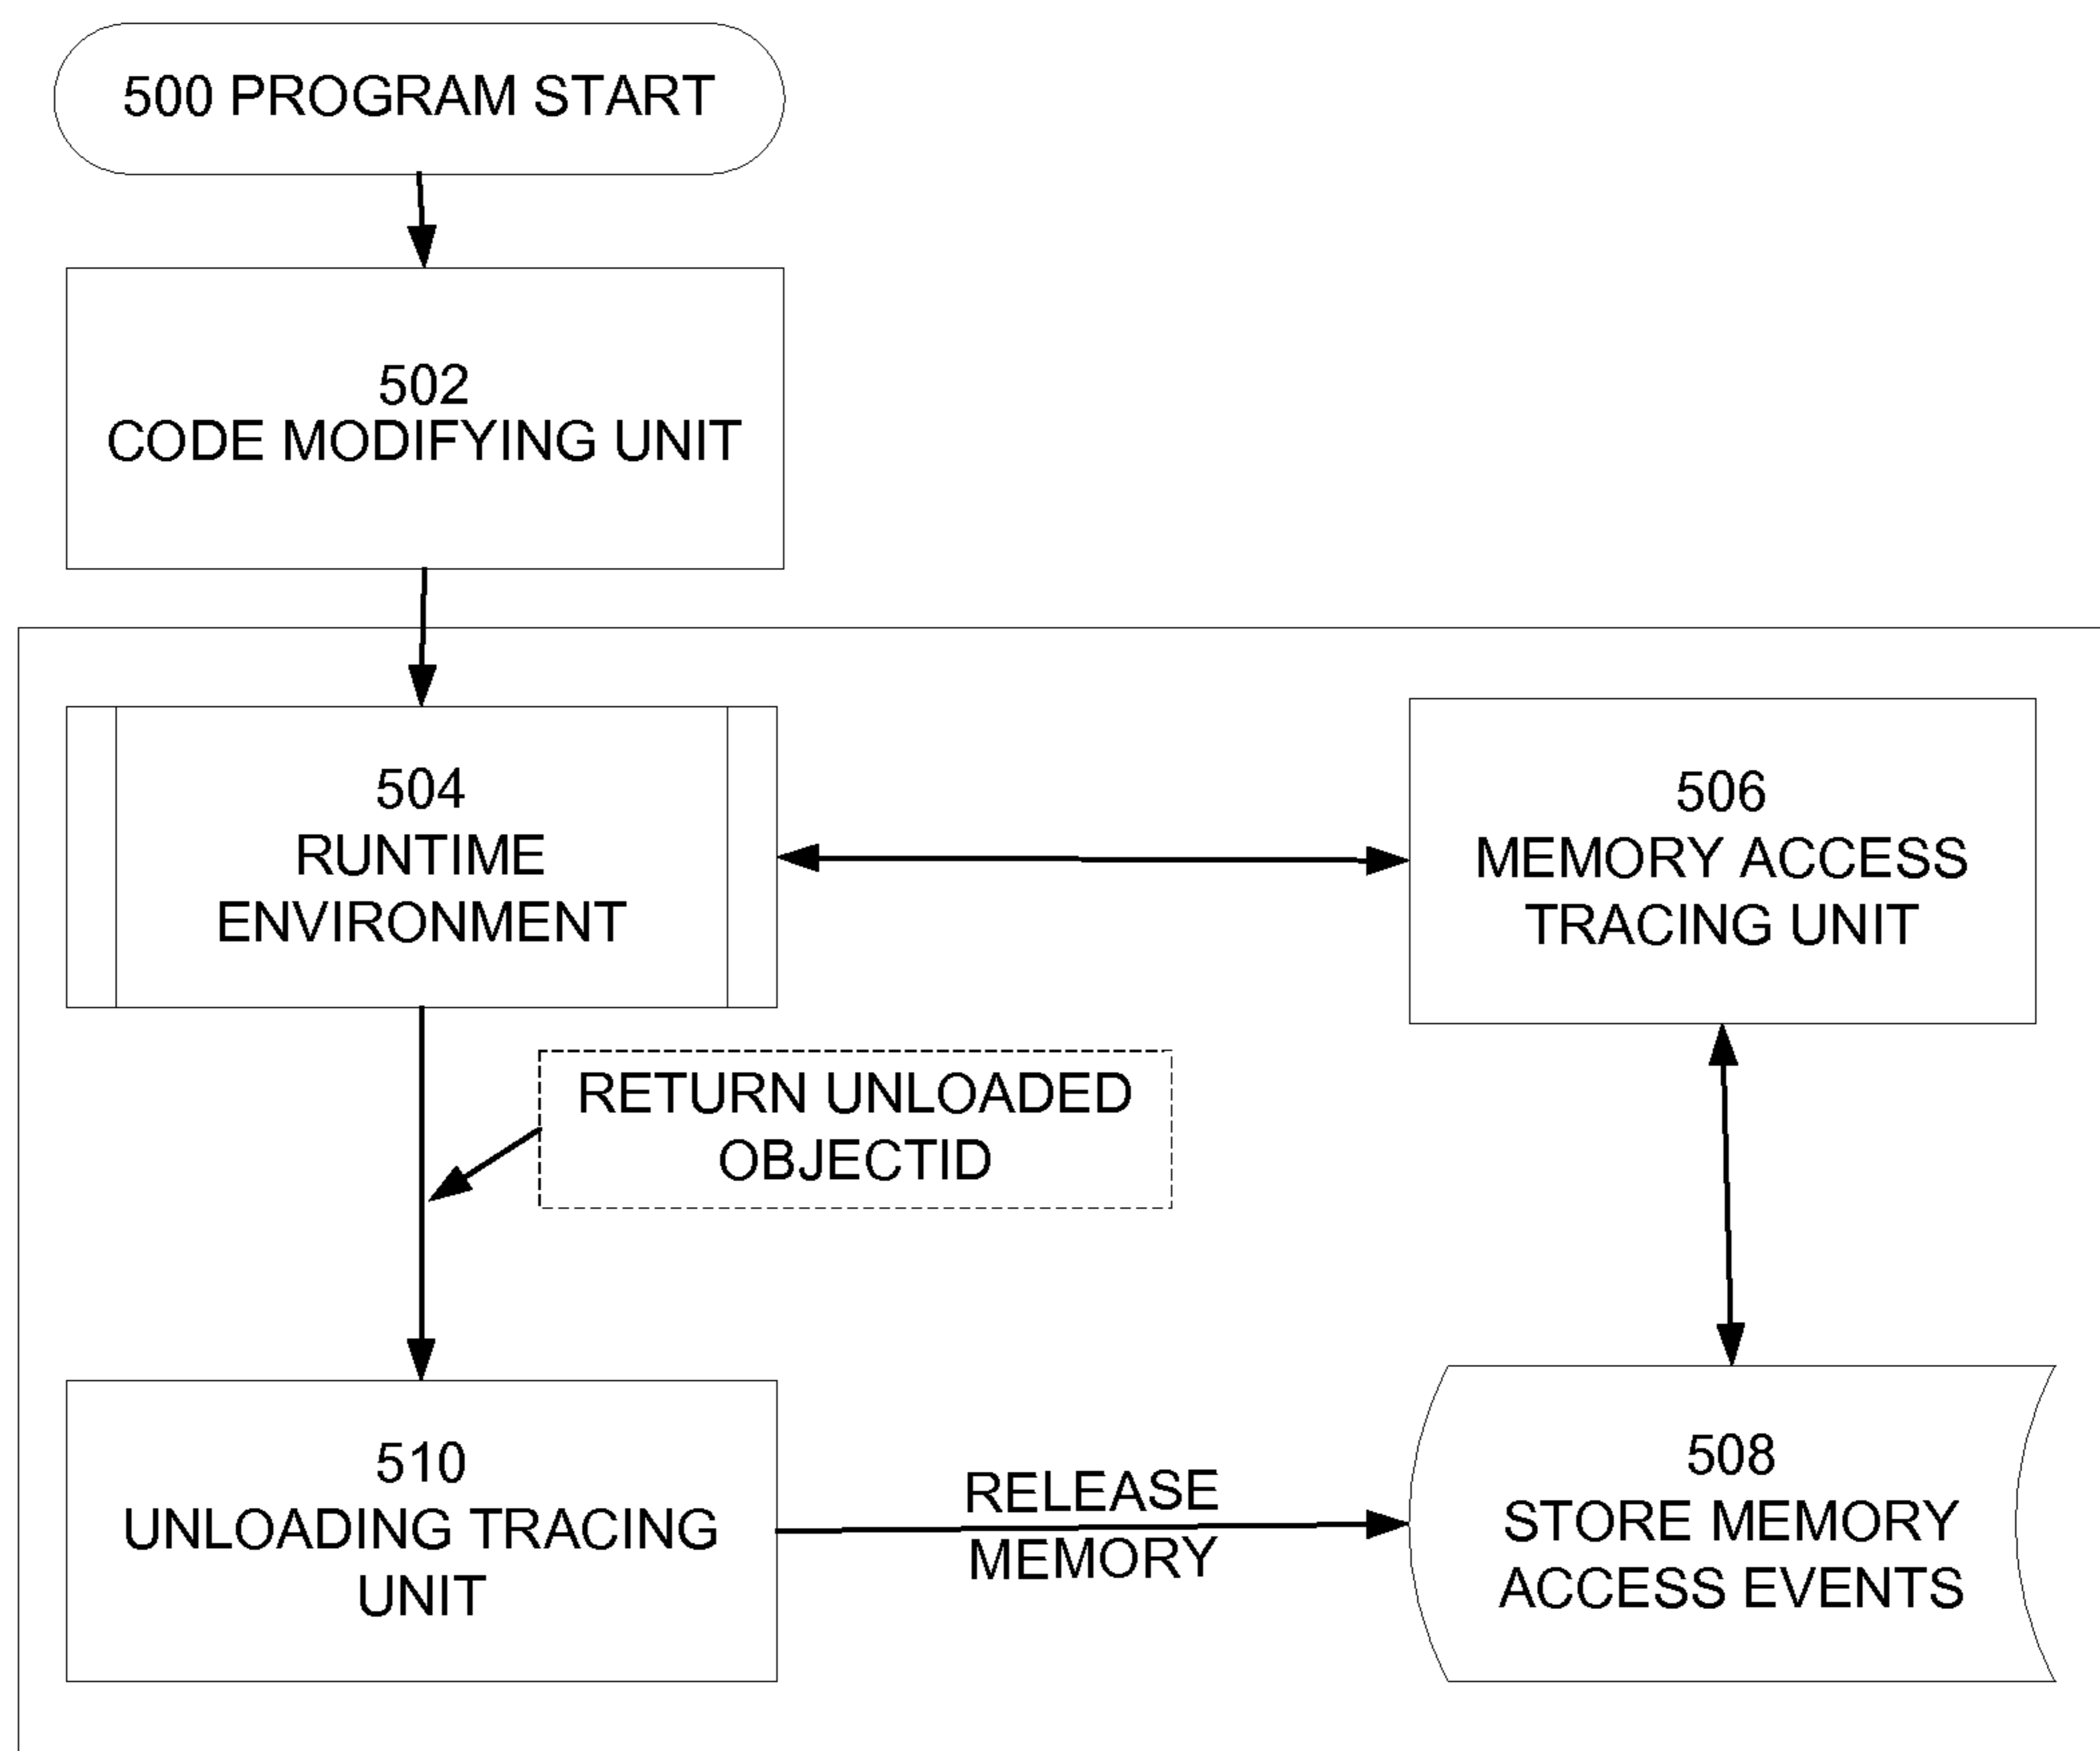 500 PROGRAM START
502
CODE MODIFYING UNIT
504
RUNTIME
ENVIRONMENT
506
MEMORY ACCESS
TRACING UNIT
RETURN UNLOADED
OBJECTID
510
UNLOADING TRACING
UNIT
RELEASE
MEMORY
508
STORE MEMORY
ACCESS EVENTS